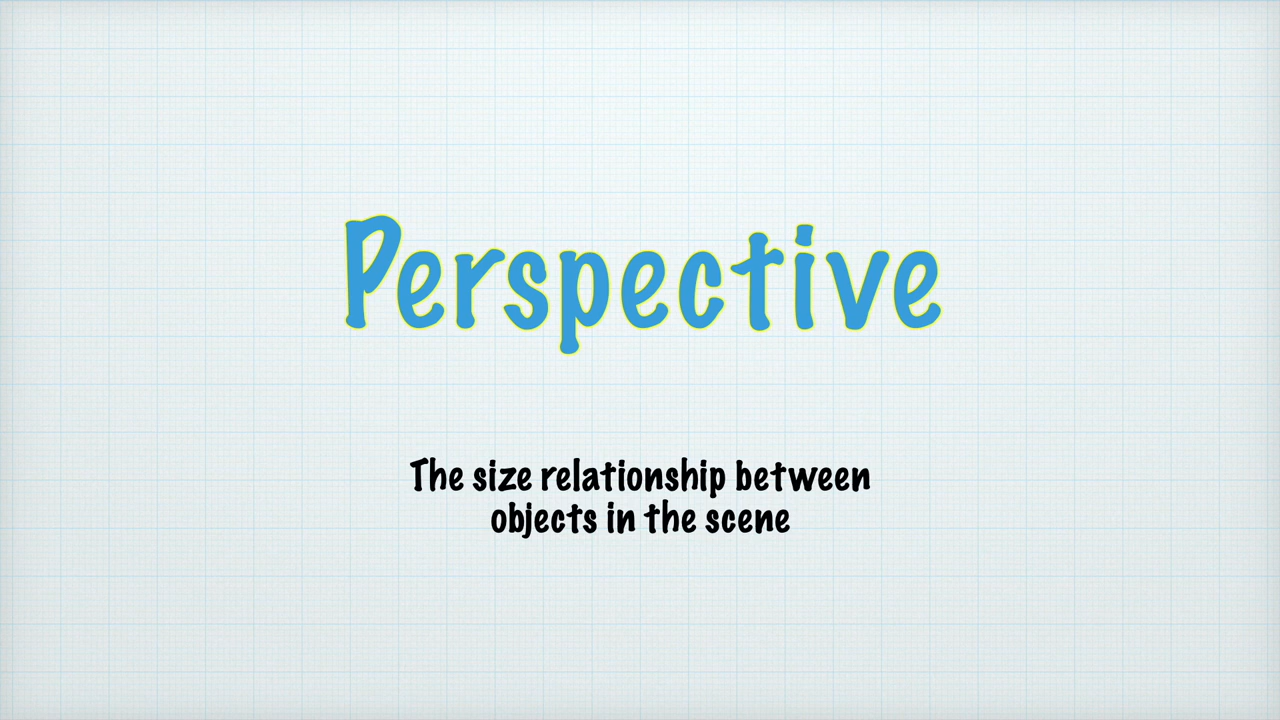 Perspective
The size relationship between
objects in the scene